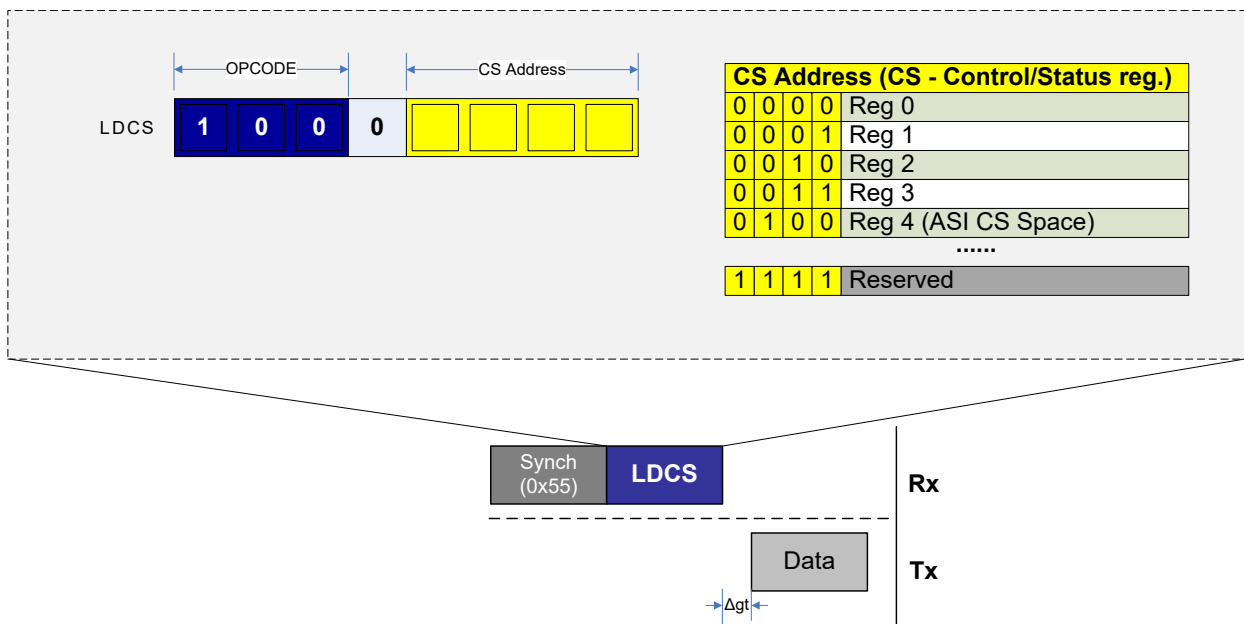 OPCODE
CS Address
LDCS
1 0 0 0
CS Address (CS - Control/Status reg.)
0 0 0 0 Reg 0
0 0 0 1 Reg 1
0 0 1 0 Reg 2
0 0 1 1 Reg 3
0 1 0 0 Reg 4 (ASI CS Space)
......
1 1 1 1 Reserved
Synch
(0x55)
LDCS
Rx
Data
Tx
Δgt